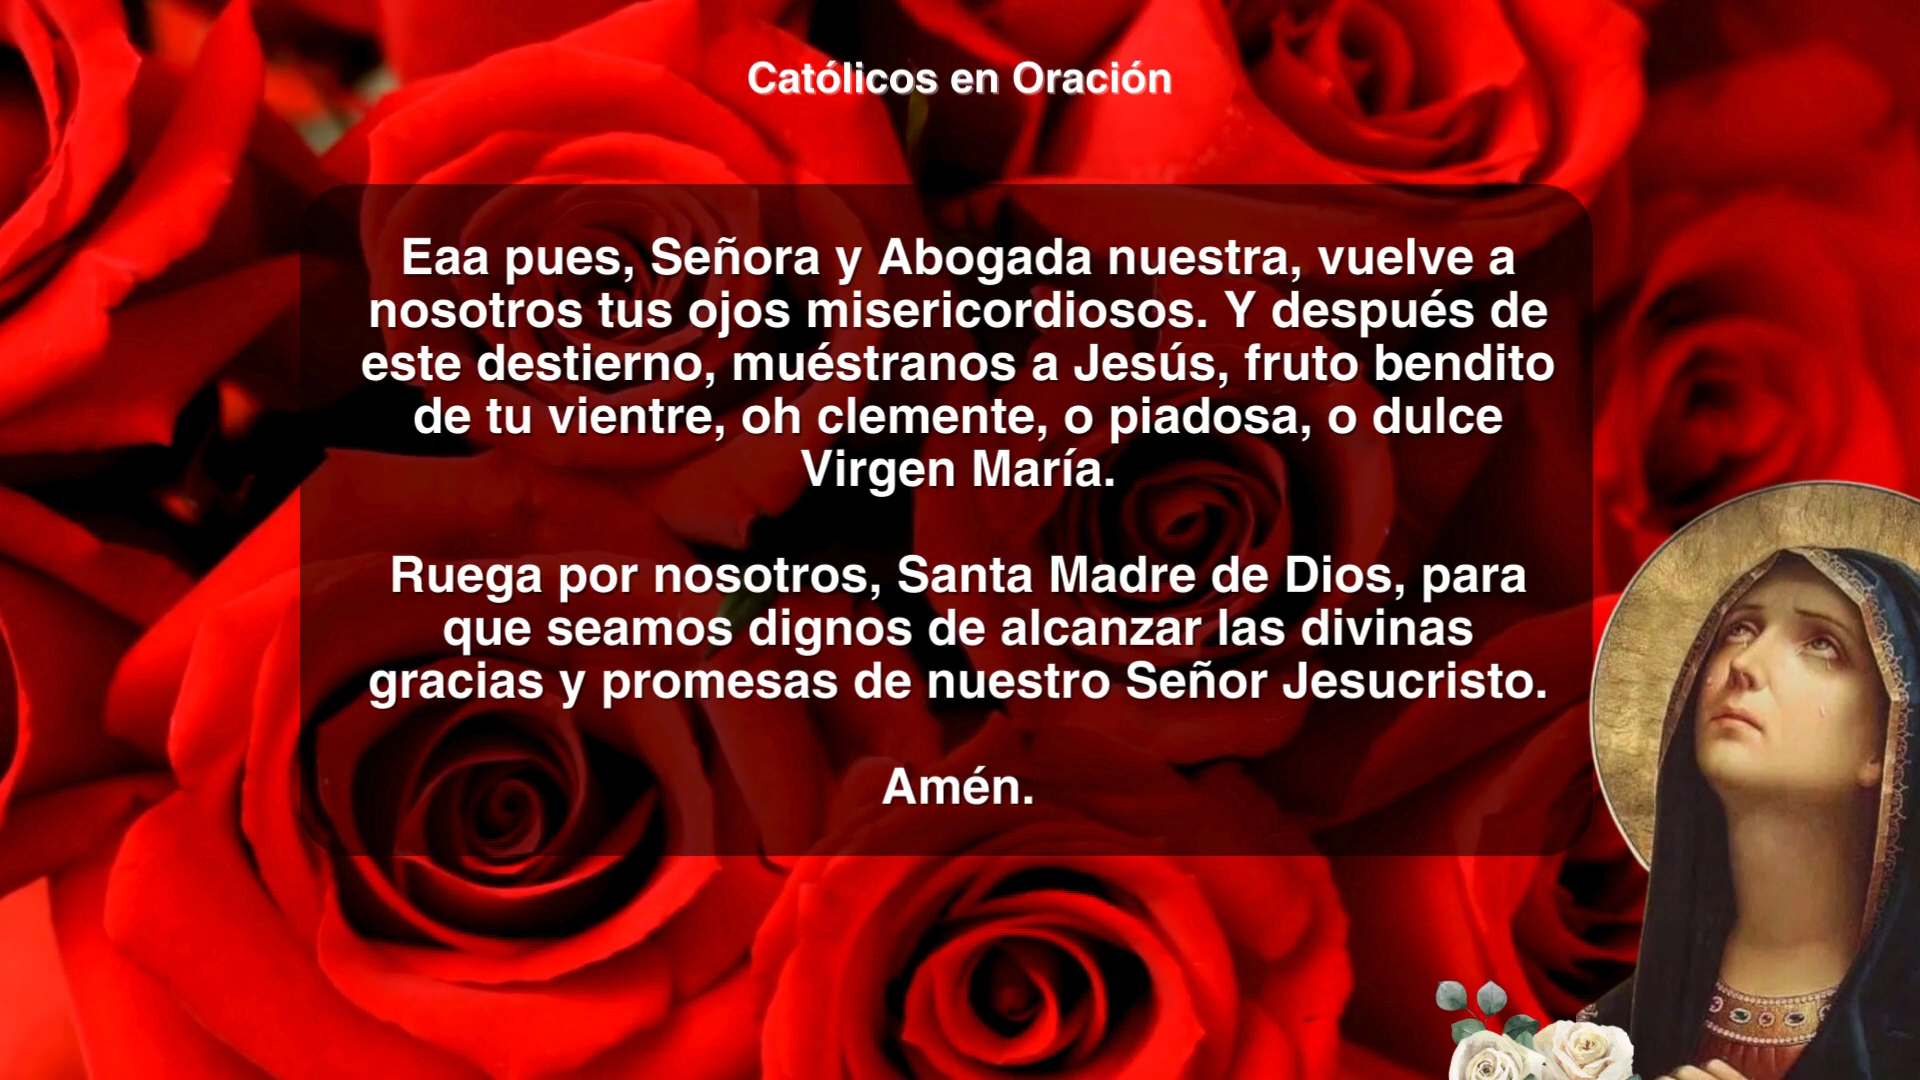 Católicos en Oración
Eaa pues, Señora y Abogada nuestra, vuelve a
nosotros tus ojos misericordiosos. Y después de
este destierno, muéstranos a Jesús, fruto bendito
de tu vientre, oh clemente, o piadosa, o dulce
Virgen María.
Ruega por nosotros, Santa Madre de Dios, para
que seamos dignos de alcanzar las divinas
gracias y promesas de nuestro Señor Jesucristo.
Amén.